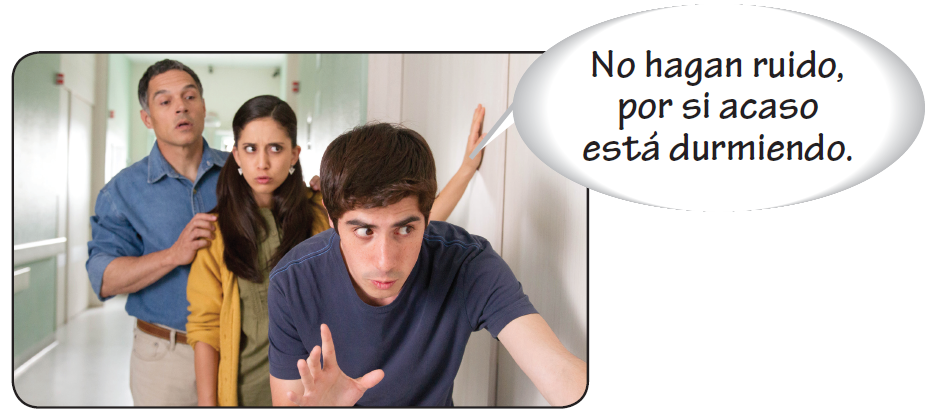 No hagan ruido,
por si acaso
está durmiendo.